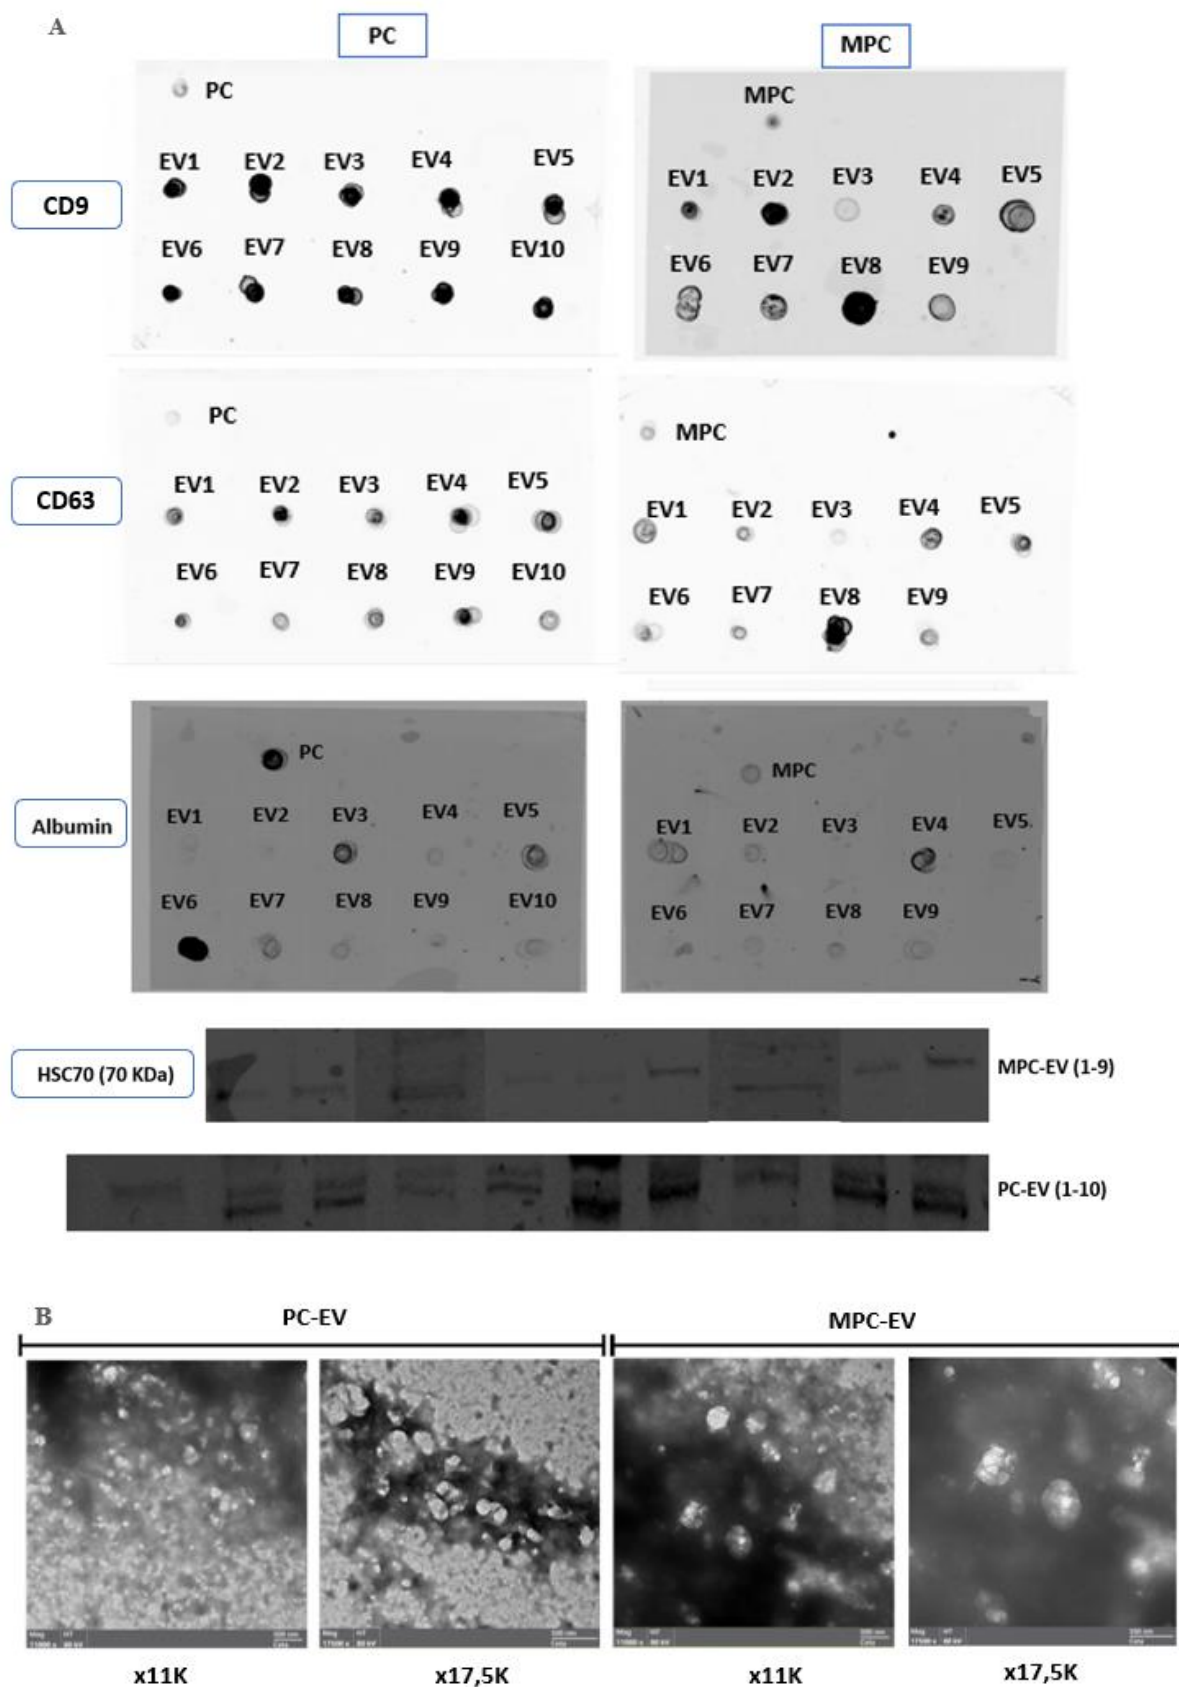 A
PC
MPC
PC
MPC
EV1 EV2 EV3 EV4 EV5
EV1 EV2 EV3 EV4 EV5
CD9
EV6 EV7 EV8 EV9 EV10
EV6 EV7 EV8 EV9
PC
MPC
EV1 EV2 EV3 EV4 EV5
EV1 EV2 EV3 EV4 EV5
CD63
EV6 EV7 EV8 EV9 EV10
EV6 EV7 EV8 EV9
PC
MPC
EV1 EV2 EV3 EV4 EV5
EV1 EV2 EV3 EV4 EV5
Albumin
EV6 EV7 EV8 EV9 EV10
EV6 EV7 EV8 EV9
HSC70 (70 KDa)
MPC-EV (1-9)
PC-EV (1-10)
B
PC-EV
MPC-EV
x11K
x17,5K
x11K
x17,5K